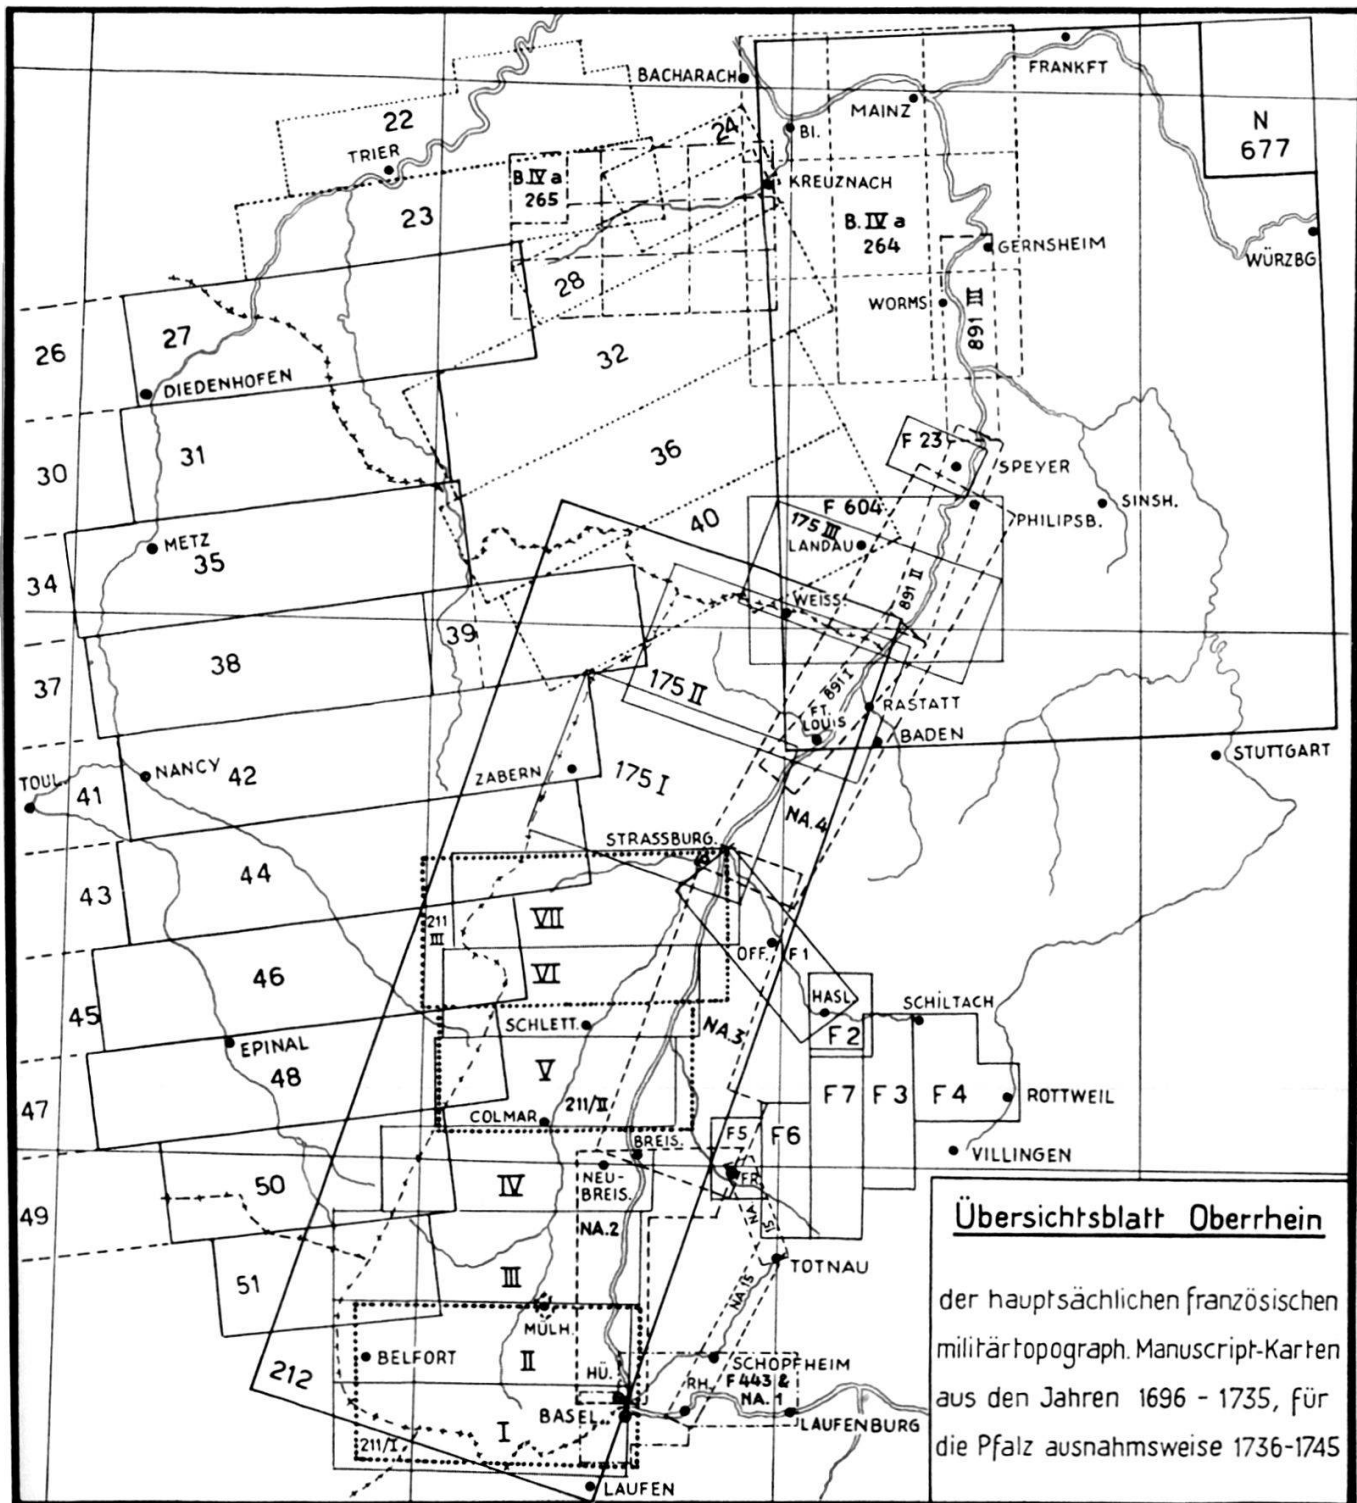 FRANKFT
BACHARACH
MAINZ
N
677
22
24
BI.
TRIER
B.IV a
265
KREUZNACH
23
B.IV a
264
GERNSHEIM
WÜRZBG
28
WORMS
891 III
26
27
32
DIEDENHOFEN
30
31
36
F 23
SPEYER
SINSH.
PHILIPSB.
F 604
175 III
LANDAU
40
METZ
35
34
891 II
WEISS.
39
38
37
175 II
891 I
FT.
LOUIS
RASTATT
BADEN
STUTTGART
TOUL
NANCY
42
41
ZABERN
175 I
NA.4
STRASSBURG.
44
43
211
III
VII
OFF.
F 1
46
VI
45
HASL.
SCHILTACH
SCHLETT.
NA.3
F 2
EPINAL
48
V
47
211/II
F 7
F 3
F 4
ROTTWEIL
COLMAR
F5
F6
BREIS.
VILLINGEN
50
IV
NEU-
BREIS.
FR.
49
NA.2
NA 15
TOTNAU
51
III
NA 15
MÜLH.
BELFORT
II
HÜ.
SCHOPFHEIM
212
RH.
F 443 &
NA. 1
BASEL
LAUFENBURG
I
211/I
LAUFEN
Übersichtsblatt Oberrhein
der hauptsächlichen französischen
militärtopograph. Manuscript-Karten
aus den Jahren 1696 - 1735, für
die Pfalz ausnahmsweise 1736-1745